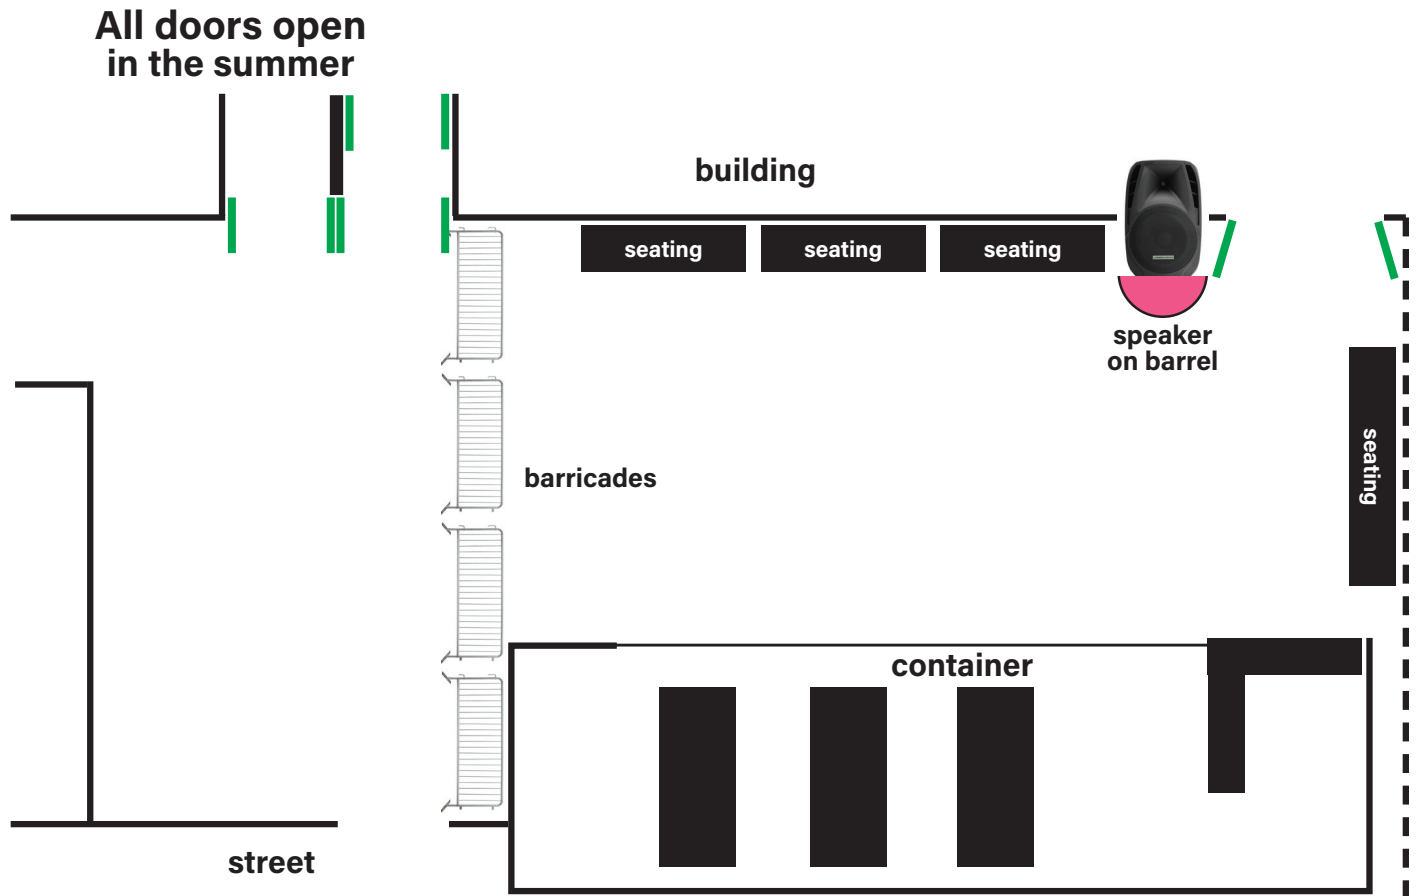 All doors open
in the summer
building
seating
seating
seating
speaker
on barrel
seating
barricades
container
street